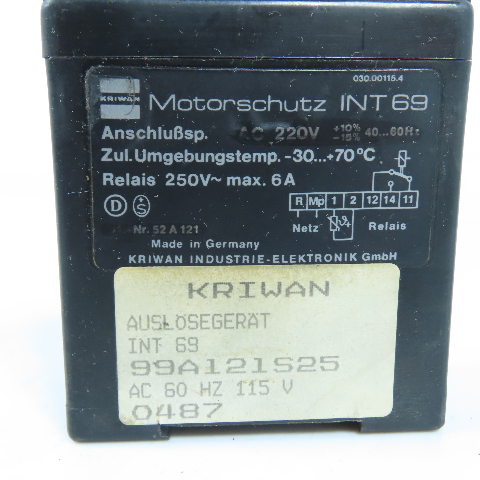 030.00115.4
KRIWAN Motorschutz INT 69
Anschlußsp. AC 220V +10% -15% 40...60Hz
Zul.Umgebungstemp. -30...+70°C
Relais 250V~ max. 6A
R Mp 1 2 12 14 11
Netz Relais
D S
Nr. 52 A 121
Made in Germany
KRIWAN INDUSTRIE-ELEKTRONIK GmbH
KRIWAN
AUSLÖSEGERÄT
INT 69
99A121S25
AC 60 HZ 115 V
0487